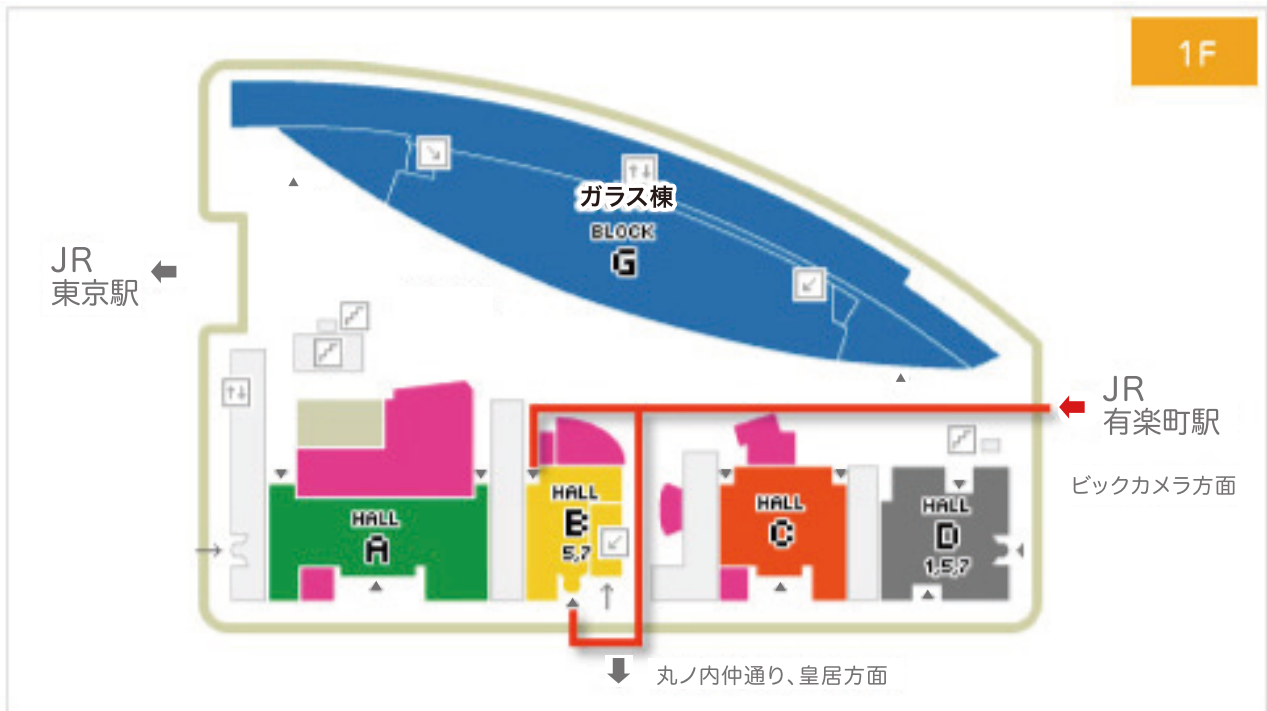 1F
ガラス棟
BLOCK
G
JR
東京駅
JR
有楽町駅
ビックカメラ方面
HALL
A
HALL
B
5,7
HALL
C
HALL
D
1,5,7
丸ノ内仲通り、皇居方面